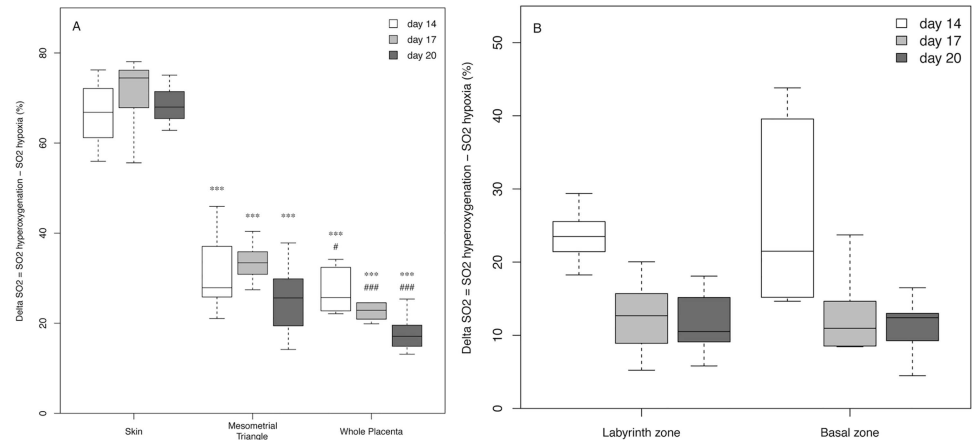 A
day 14
day 17
day 20
Delta SO2 = SO2 hyperoxygenation − SO2 hypoxia (%)
80
60
40
20
0
***
***
***
***
#
***
###
***
###
Skin
Mesometrial
Triangle
Whole Placenta
B
day 14
day 17
day 20
Delta SO2 = SO2 hyperoxygenation − SO2 hypoxia (%)
50
40
30
20
10
0
Labyrinth zone
Basal zone